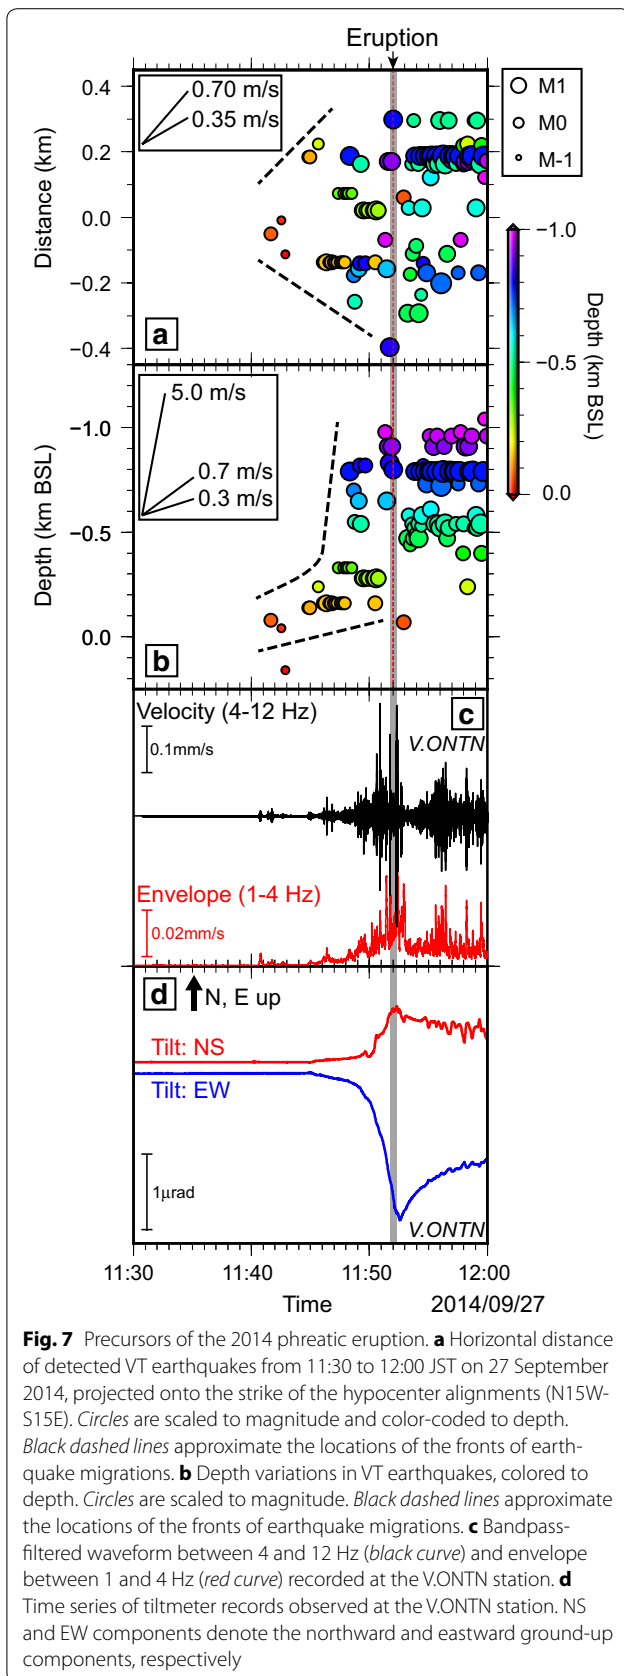 Eruption
0.4
0.2
0.0
−0.2
−0.4
Distance (km)
0.70 m/s
0.35 m/s
a
M1
M0
M-1
−1.0
−0.5
0.0
Depth (km BSL)
5.0 m/s
0.7 m/s
0.3 m/s
−1.0
−0.5
0.0
Depth (km BSL)
b
Velocity (4-12 Hz)
c
V.ONTN
0.1mm/s
Envelope (1-4 Hz)
0.02mm/s
d
N, E up
Tilt: NS
Tilt: EW
1μrad
V.ONTN
11:30
11:40
11:50
12:00
Time
2014/09/27
Fig. 7 Precursors of the 2014 phreatic eruption. a Horizontal distance
of detected VT earthquakes from 11:30 to 12:00 JST on 27 September
2014, projected onto the strike of the hypocenter alignments (N15W-
S15E). Circles are scaled to magnitude and color-coded to depth.
Black dashed lines approximate the locations of the fronts of earth-
quake migrations. b Depth variations in VT earthquakes, colored to
depth. Circles are scaled to magnitude. Black dashed lines approximate
the locations of the fronts of earthquake migrations. c Bandpass-
filtered waveform between 4 and 12 Hz (black curve) and envelope
between 1 and 4 Hz (red curve) recorded at the V.ONTN station. d
Time series of tiltmeter records observed at the V.ONTN station. NS
and EW components denote the northward and eastward ground-up
components, respectively